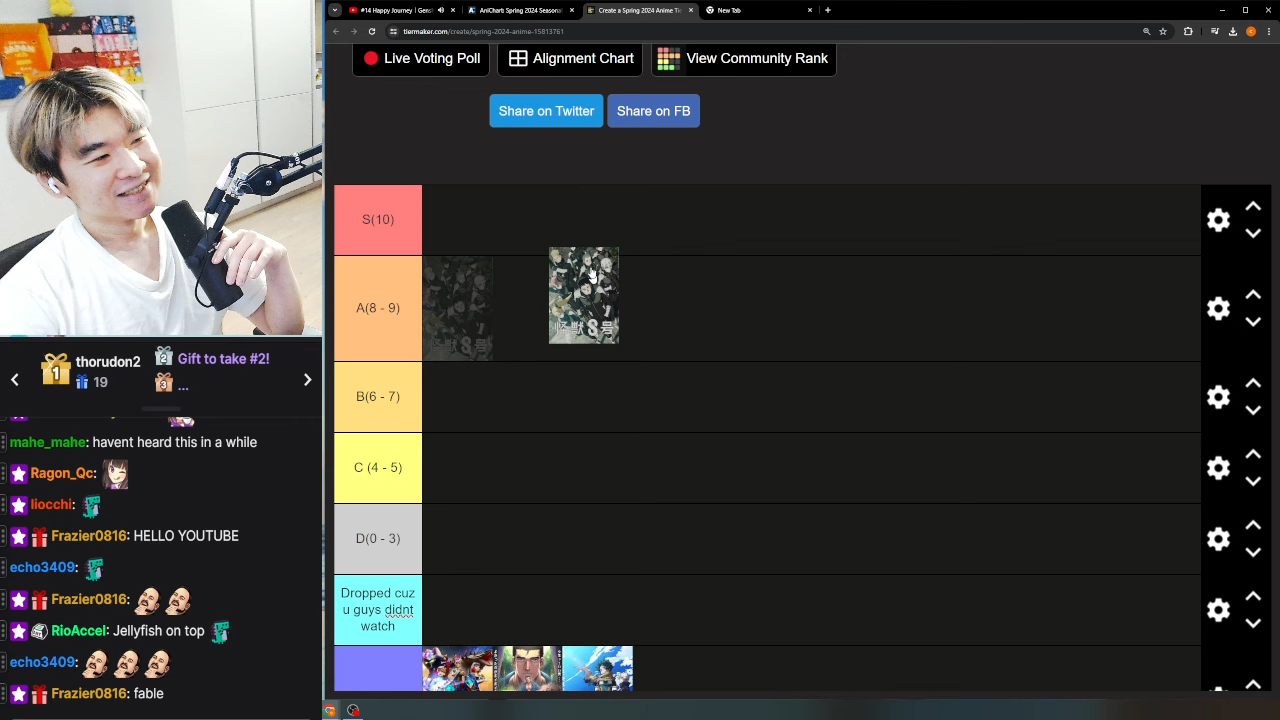 #14 Happy Journey | Gens
AniChart: Spring 2024 Seasonal
Create a Spring 2024 Anime Tie
New Tab
tiermaker.com/create/spring-2024-anime-15813761
Live Voting Poll
Alignment Chart
View Community Rank
Share on Twitter
Share on FB
S(10)
A(8 - 9)
怪獣8号
B(6 - 7)
C (4 - 5)
D(0 - 3)
Dropped cuz
u guys didnt
watch
1
thorudon2
19
2
Gift to take #2!
3
...
mahe_mahe: havent heard this in a while
Ragon_Qc:
liocchi:
Frazier0816: HELLO YOUTUBE
echo3409:
Frazier0816:
RioAccel: Jellyfish on top
echo3409:
Frazier0816: fable